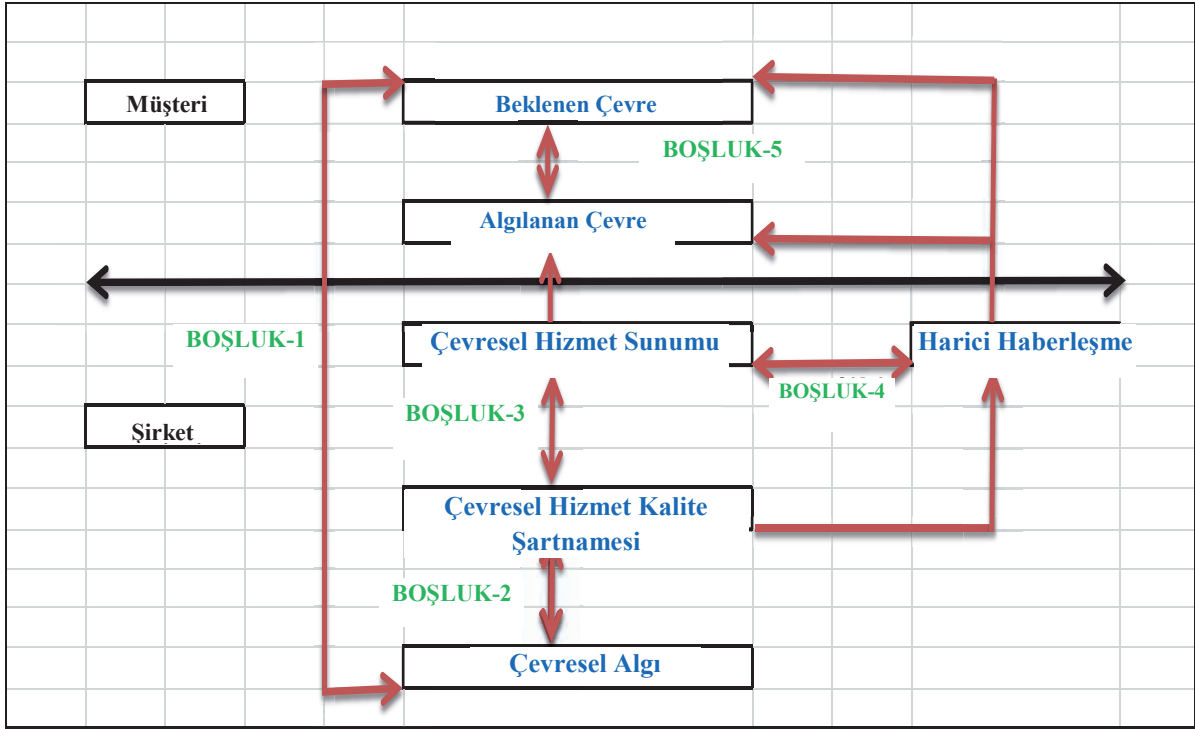 Müşteri
Beklenen Çevre
BOŞLUK-5
Algılanan Çevre
BOŞLUK-1
Çevresel Hizmet Sunumu
Harici Haberleşme
BOŞLUK-4
BOŞLUK-3
Şirket
Çevresel Hizmet Kalite
Şartnamesi
BOŞLUK-2
Çevresel Algı